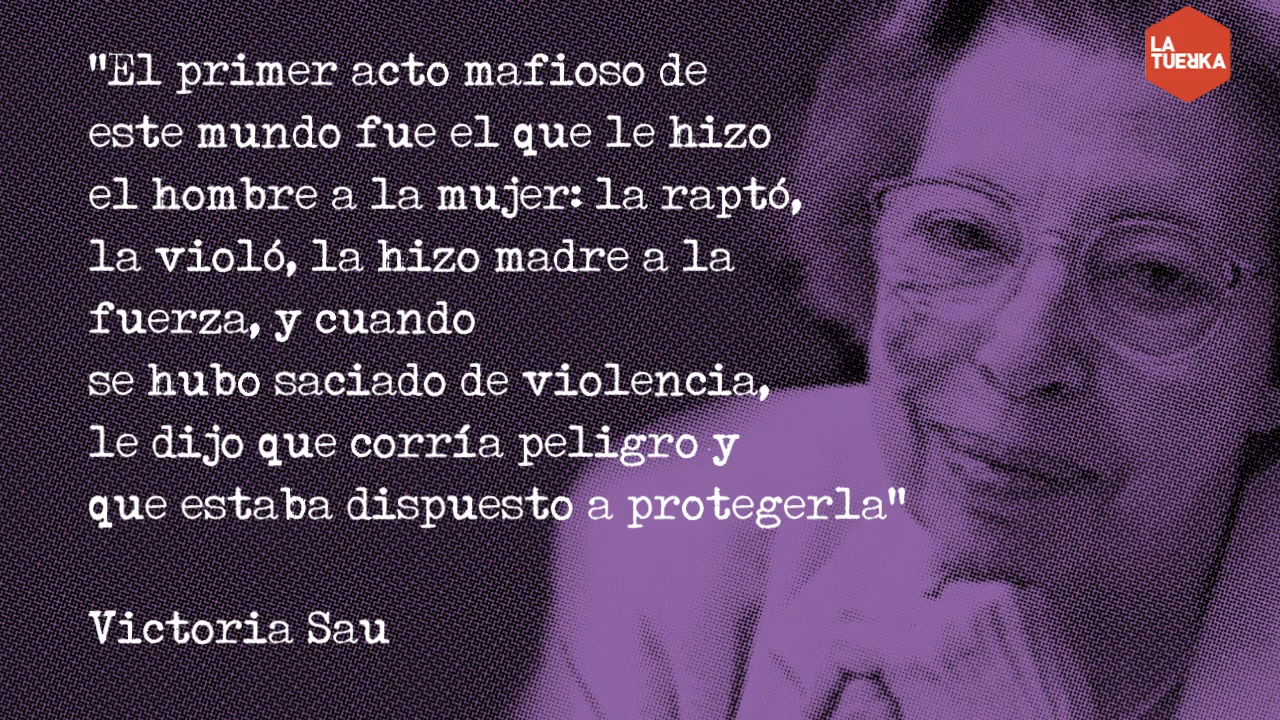 LA
TUERKA
"El primer acto mafioso de
este mundo fue el que le hizo
el hombre a la mujer: la raptó,
la violó, la hizo madre a la
fuerza, y cuando
se hubo saciado de violencia,
le dijo que corría peligro y
que estaba dispuesto a protegerla"
Victoria Sau